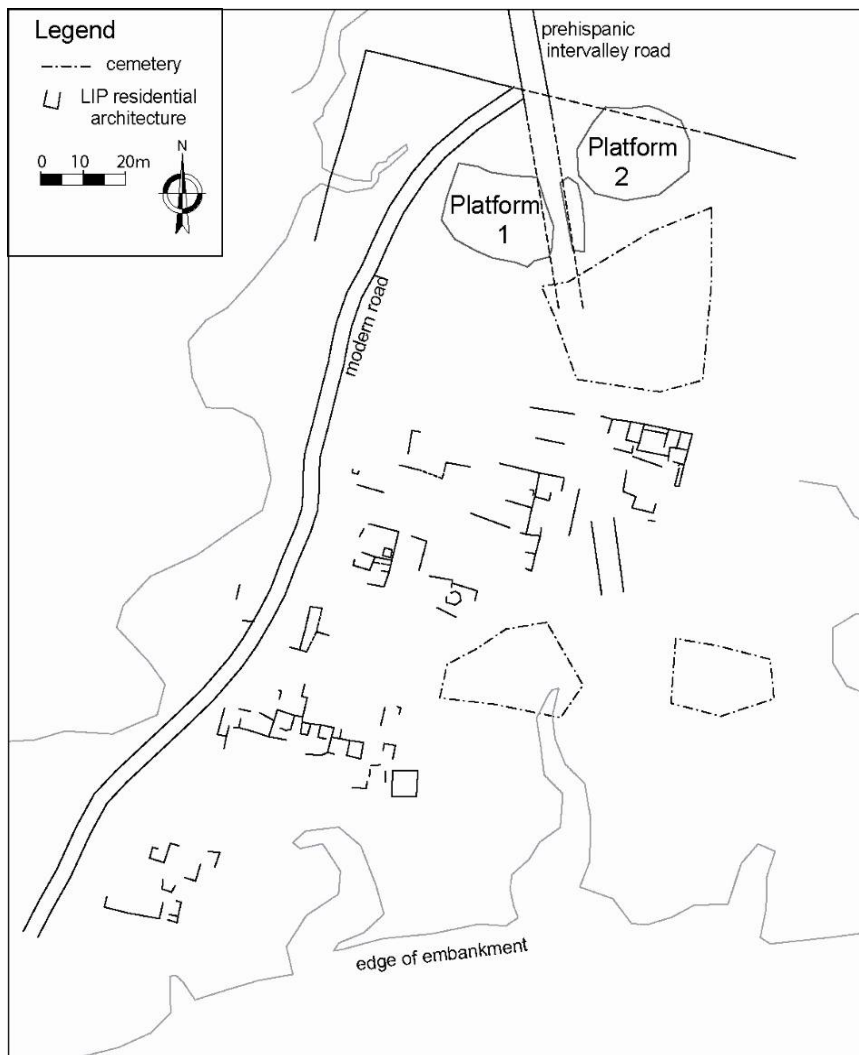 Legend
cemetery
LIP residential
architecture
0 10 20m
N
prehispanic
intervalley road
Platform
1
Platform
2
modern road
edge of embankment